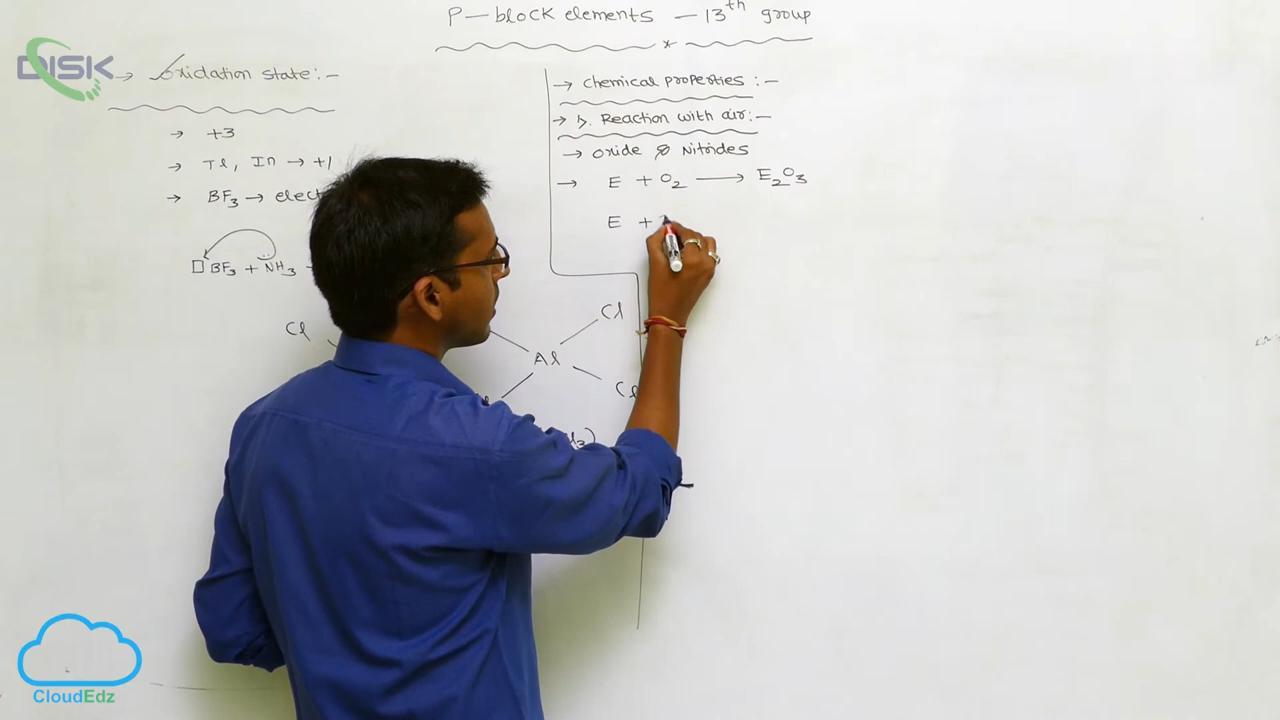 P-block elements - 13th group
DISK
→ Oxidation state:-
→ +3
→ Tl, In → +1
→ BF3 →
BF3 + NH3
Cl
Al
Cl
Cl
→ Chemical properties :-
→ 1). Reaction with air:-
→ Oxide & Nitrides
→ E + O2 → E2O3
E +
CloudEdz